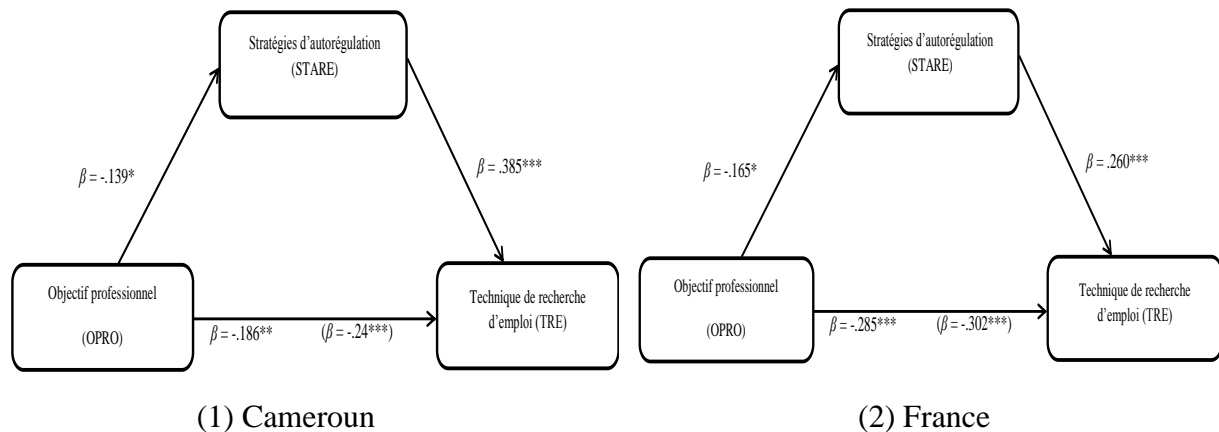 Stratégies d'autorégulation
(STARE)
β = -.139*
β = .385***
Objectif professionnel
(OPRO)
Technique de recherche
d'emploi (TRE)
β = -.186**
(β = -.24***)
(1) Cameroun
Stratégies d'autorégulation
(STARE)
β = -.165*
β = .260***
Objectif professionnel
(OPRO)
Technique de recherche
d'emploi (TRE)
β = -.285***
(β = -.302***)
(2) France